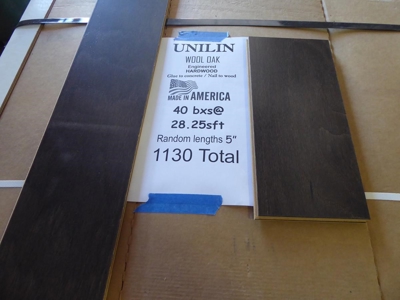 UNILIN
WOOL OAK
Engineered
HARDWOOD
Glue to concrete / Nail to wood
MADE IN AMERICA
40 bxs@
28.25sft
Random lengths 5"
1130 Total